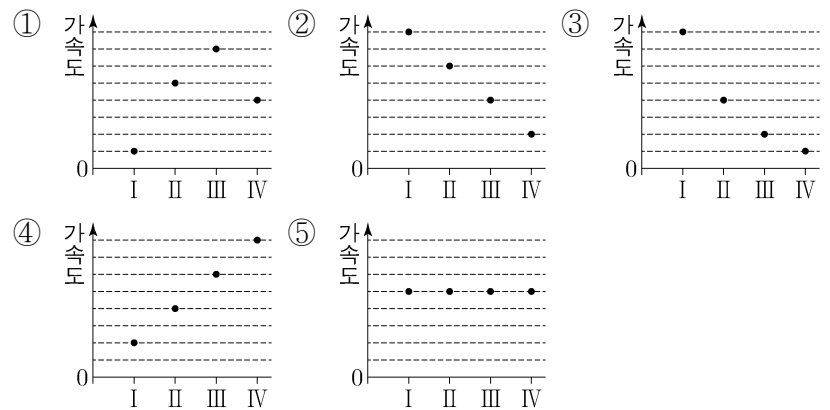 ① 가속도 ② 가속도 ③ 가속도
0 0 0
Ⅰ Ⅱ Ⅲ Ⅳ Ⅰ Ⅱ Ⅲ Ⅳ Ⅰ Ⅱ Ⅲ Ⅳ
④ 가속도 ⑤ 가속도
0 0
Ⅰ Ⅱ Ⅲ Ⅳ Ⅰ Ⅱ Ⅲ Ⅳ